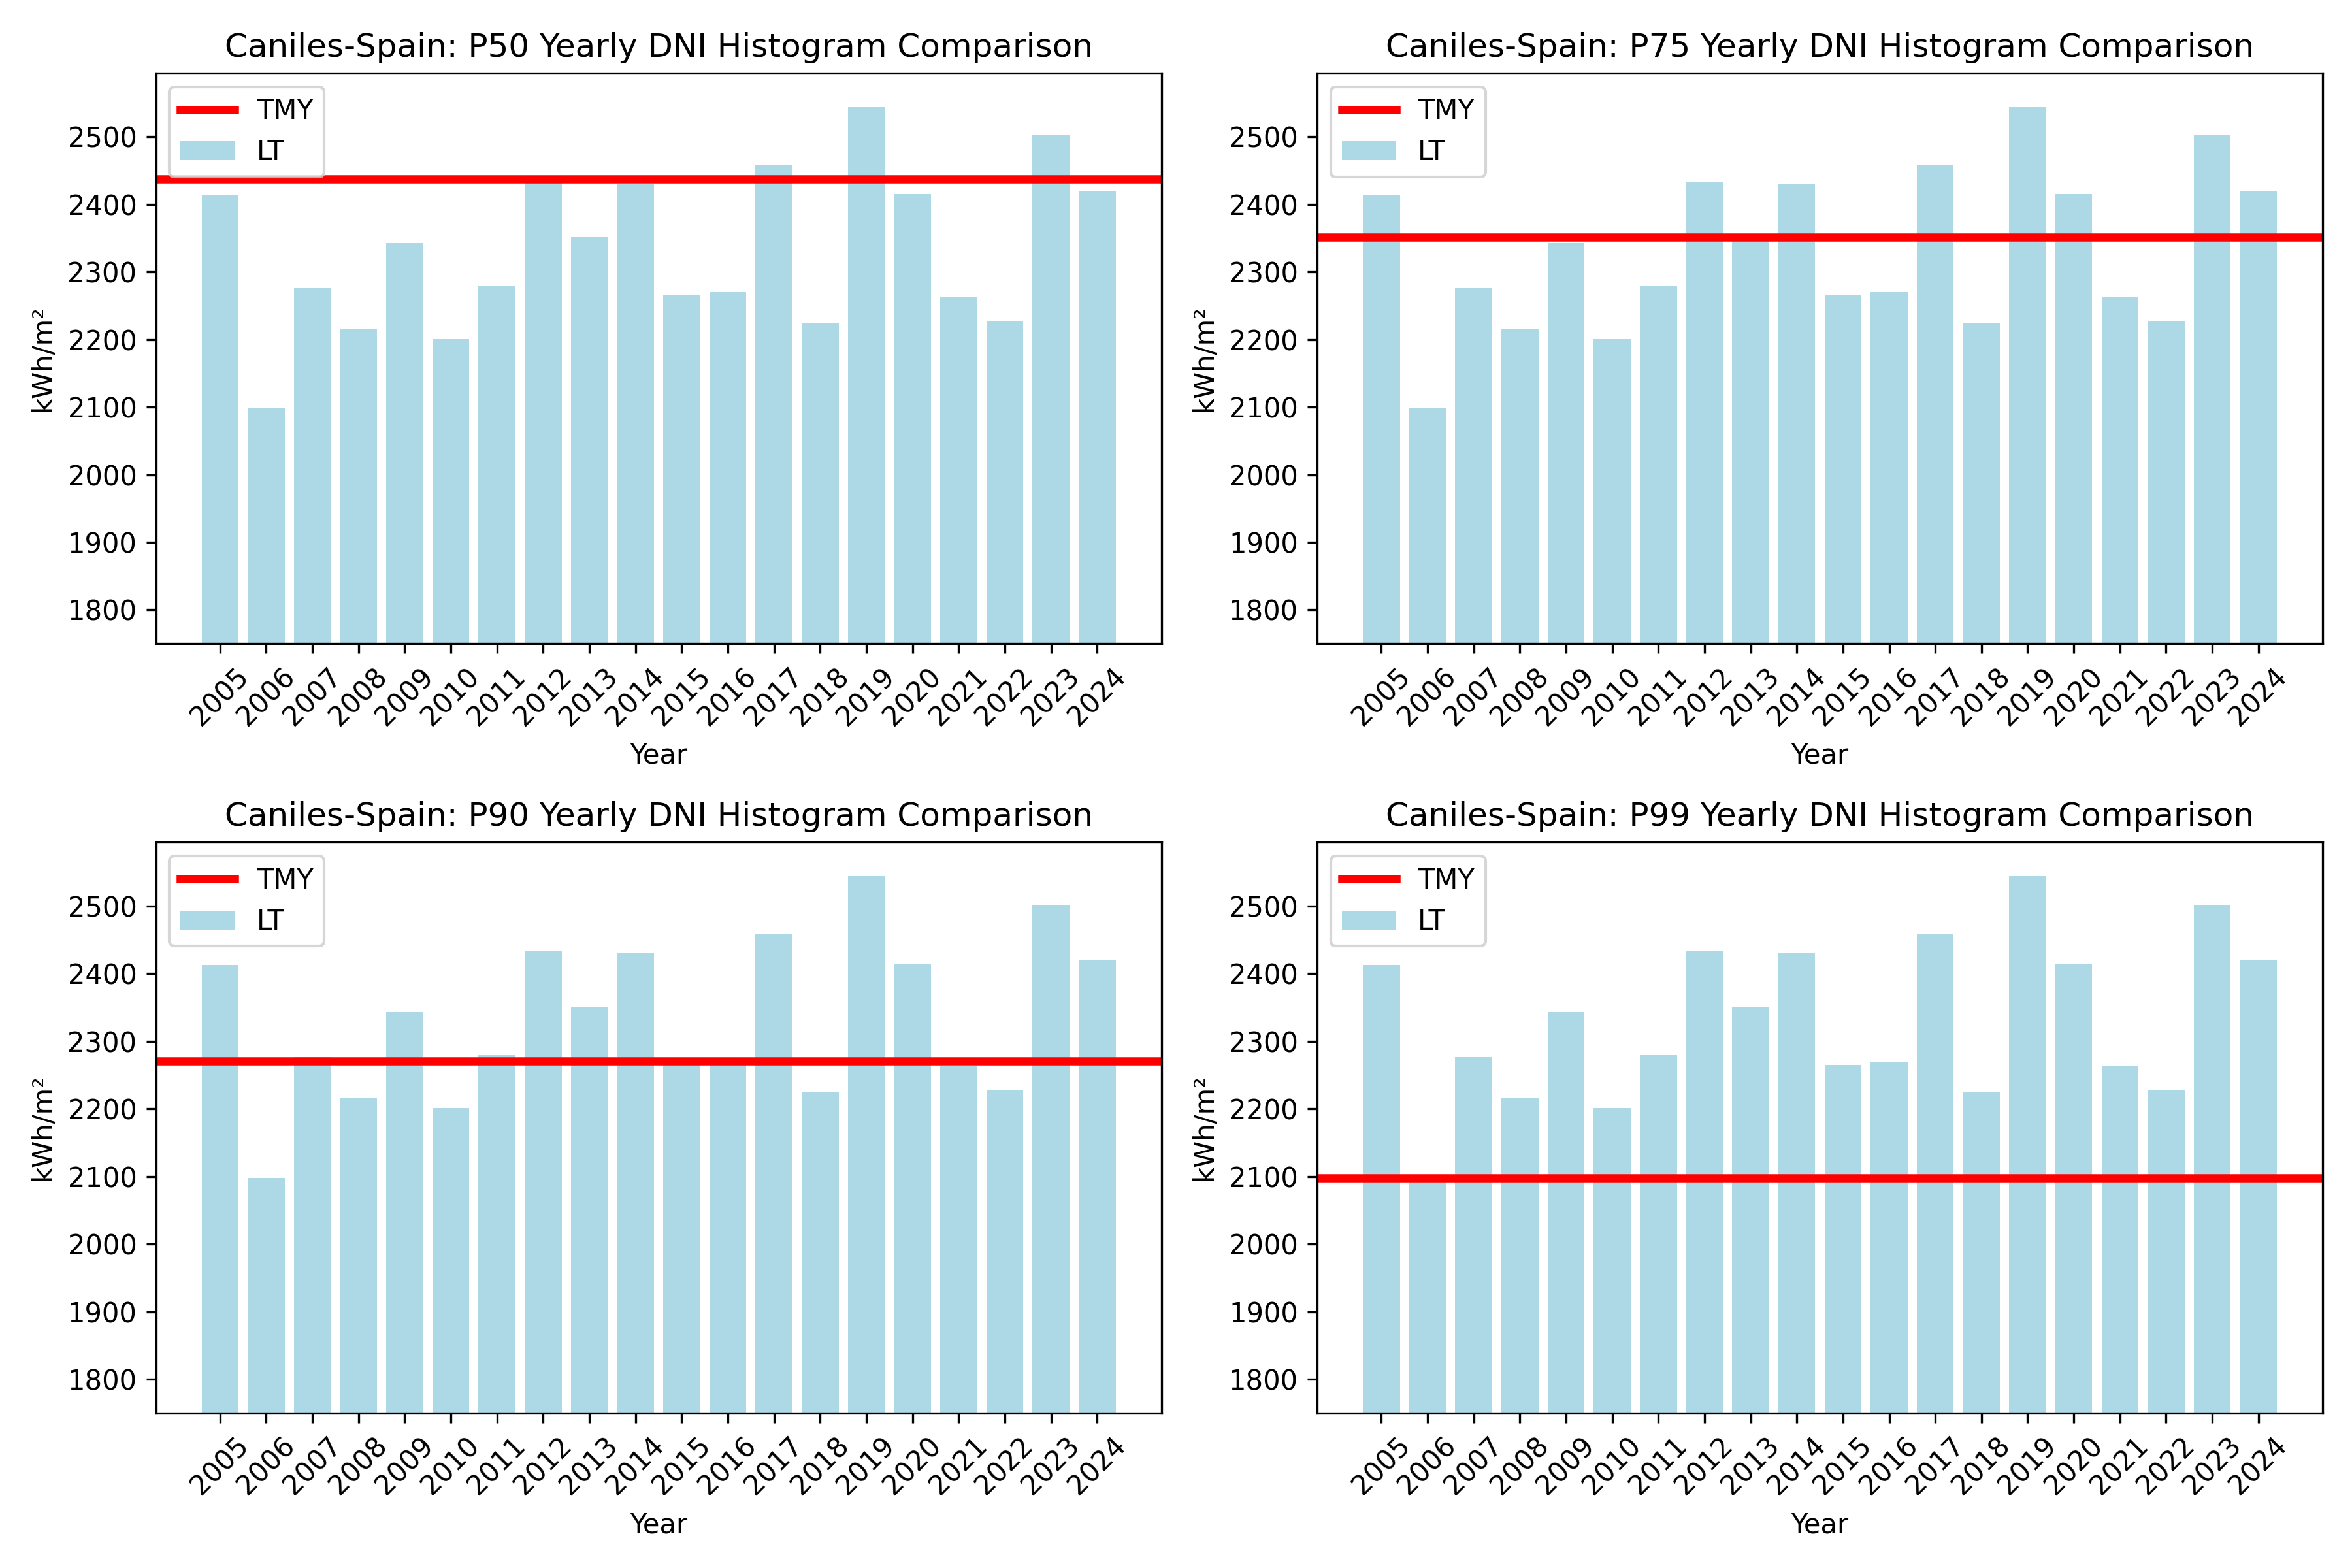 Caniles-Spain: P50 Yearly DNI Histogram Comparison
TMY
LT
2500
2400
2300
2200
2100
2000
1900
1800
kWh/m²
2005 2006 2007 2008 2009 2010 2011 2012 2013 2014 2015 2016 2017 2018 2019 2020 2021 2022 2023 2024
Year
Caniles-Spain: P75 Yearly DNI Histogram Comparison
TMY
LT
2500
2400
2300
2200
2100
2000
1900
1800
kWh/m²
2005 2006 2007 2008 2009 2010 2011 2012 2013 2014 2015 2016 2017 2018 2019 2020 2021 2022 2023 2024
Year
Caniles-Spain: P90 Yearly DNI Histogram Comparison
TMY
LT
2500
2400
2300
2200
2100
2000
1900
1800
kWh/m²
2005 2006 2007 2008 2009 2010 2011 2012 2013 2014 2015 2016 2017 2018 2019 2020 2021 2022 2023 2024
Year
Caniles-Spain: P99 Yearly DNI Histogram Comparison
TMY
LT
2500
2400
2300
2200
2100
2000
1900
1800
kWh/m²
2005 2006 2007 2008 2009 2010 2011 2012 2013 2014 2015 2016 2017 2018 2019 2020 2021 2022 2023 2024
Year